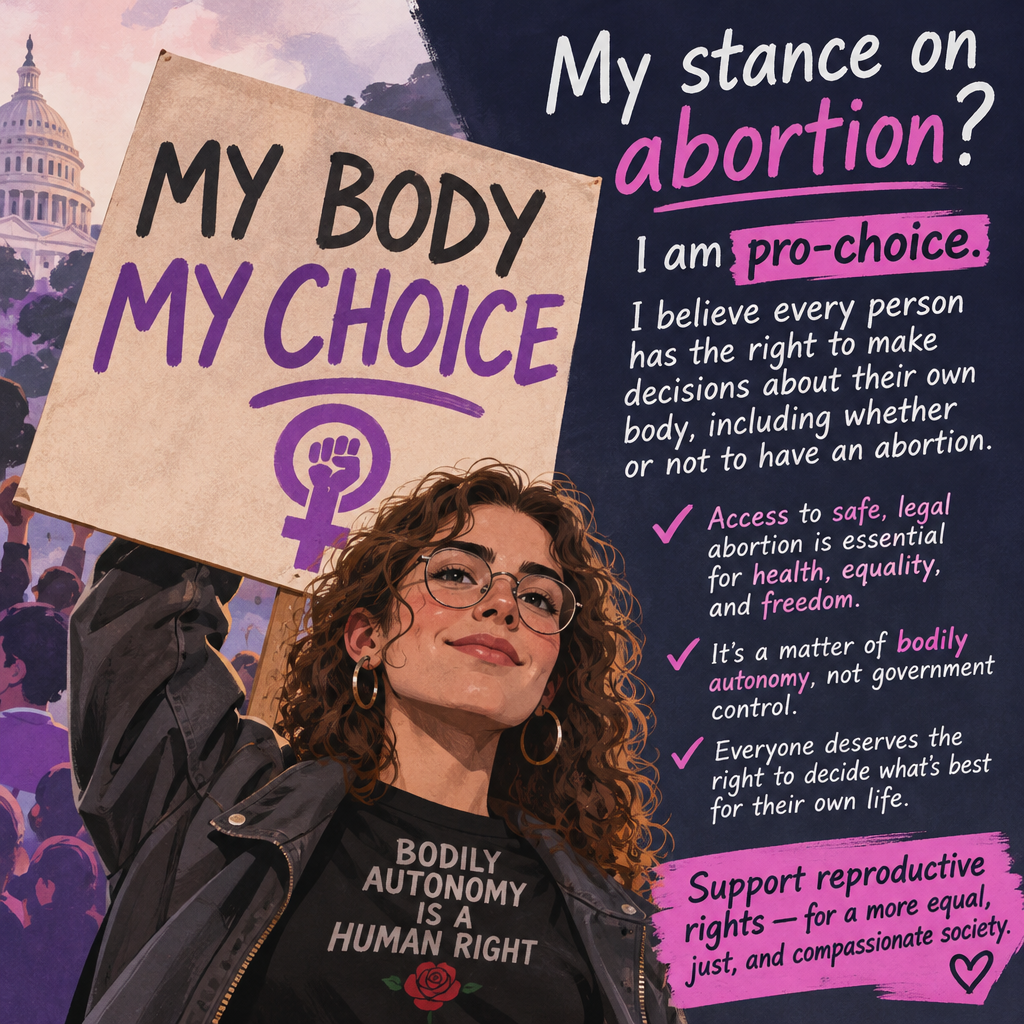 MY BODY
MY CHOICE
BODILY
AUTONOMY
IS A
HUMAN RIGHT
My stance on
abortion?
I am pro-choice.
I believe every person
has the right to make
decisions about their own
body, including whether
or not to have an abortion.
Access to safe, legal
abortion is essential
for health, equality,
and freedom.
It's a matter of bodily
autonomy, not government
control.
Everyone deserves the
right to decide what's best
for their own life.
Support reproductive
rights — for a more equal,
just, and compassionate society.